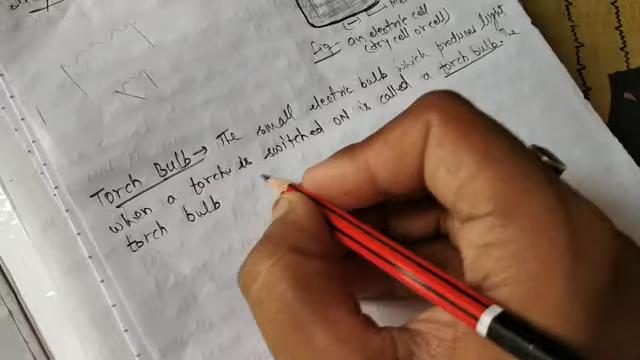 (-)
Fig an electric cell
(dry cell or cell)
Torch Bulb → The small electric bulb which produces light
when a torch is switched ON is called a torch bulb. The
torch bulb